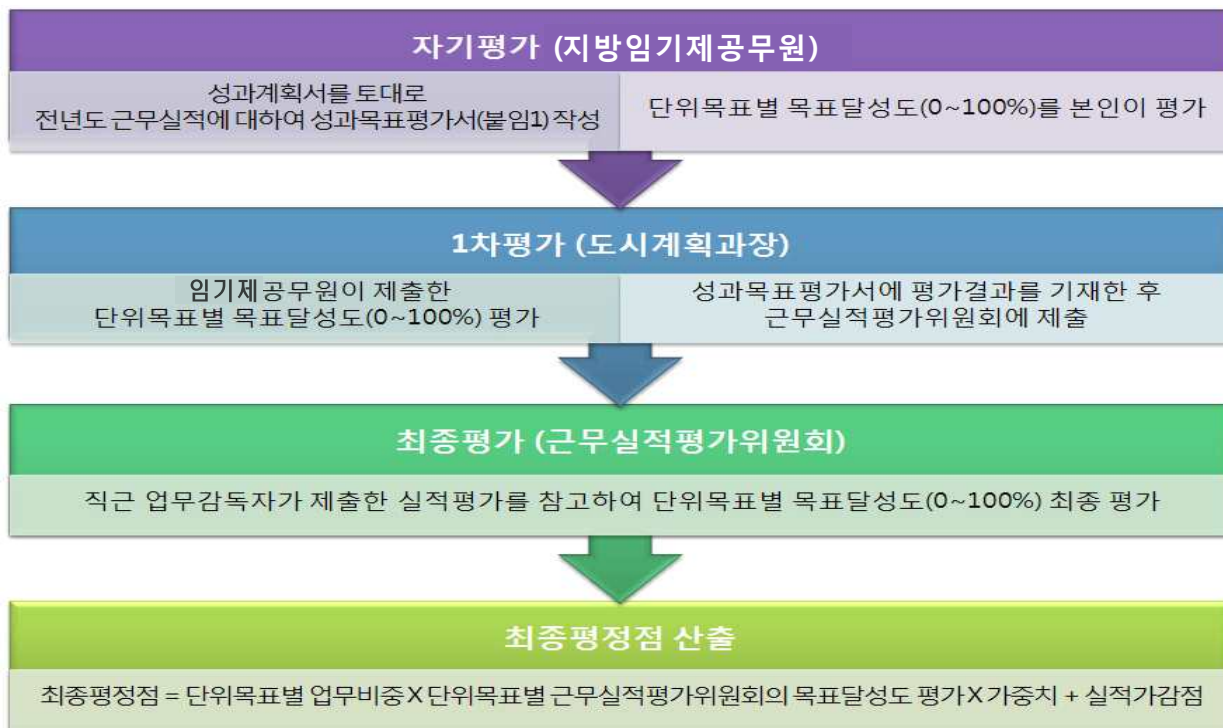 자기평가 (지방임기제공무원)
성과계획서를 토대로
전년도 근무실적에 대하여 성과목표평가서(붙임1) 작성
단위목표별 목표달성도(0~100%)를 본인이 평가
1차평가 (도시계획과장)
임기제공무원이 제출한
단위목표별 목표달성도(0~100%) 평가
성과목표평가서에 평가결과를 기재한 후
근무실적평가위원회에 제출
최종평가 (근무실적평가위원회)
직근 업무감독자가 제출한 실적평가를 참고하여 단위목표별 목표달성도(0~100%) 최종 평가
최종평정점 산출
최종평정점 = 단위목표별 업무비중 X 단위목표별 근무실적평가위원회의 목표달성도 평가 X 가중치 + 실적가감점